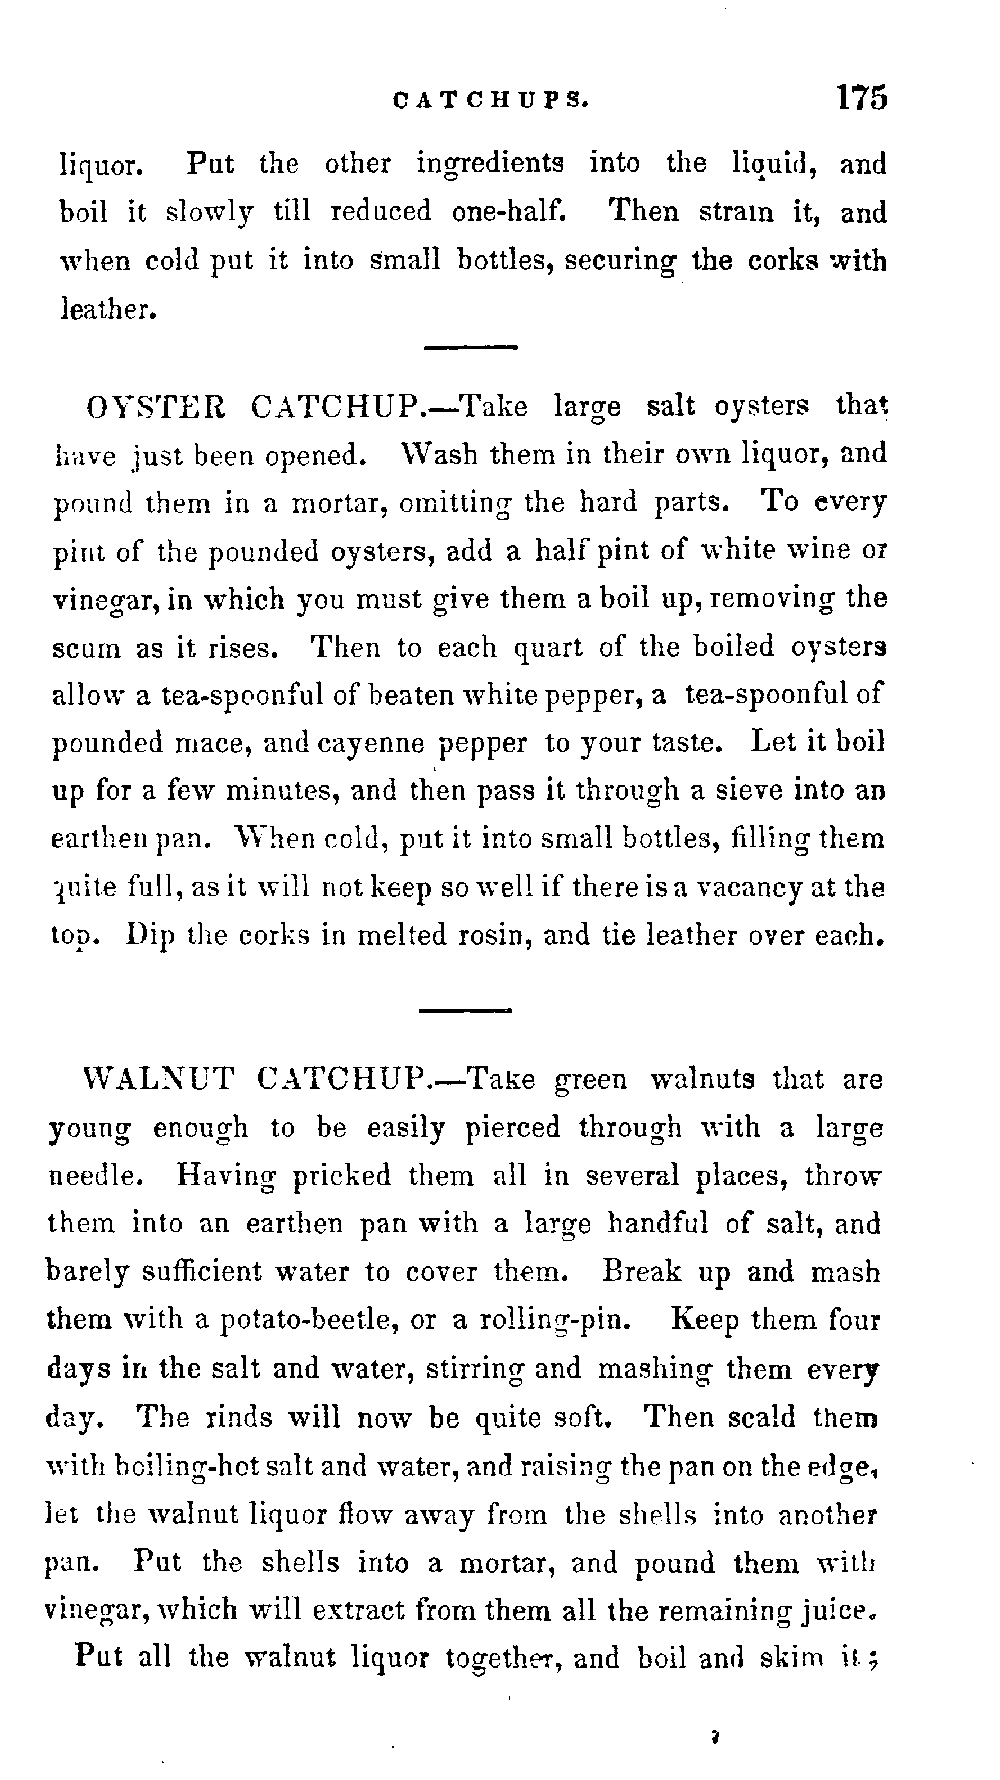 CATCHUPS. 175
liquor. Put the other ingredients into the liquid, and
boil it slowly till reduced one-half. Then strain it, and
when cold put it into small bottles, securing the corks with
leather.
OYSTER CATCHUP.—Take large salt oysters that
have just been opened. Wash them in their own liquor, and
pound them in a mortar, omitting the hard parts. To every
pint of the pounded oysters, add a half pint of white wine or
vinegar, in which you must give them a boil up, removing the
scum as it rises. Then to each quart of the boiled oysters
allow a tea-spoonful of beaten white pepper, a tea-spoonful of
pounded mace, and cayenne pepper to your taste. Let it boil
up for a few minutes, and then pass it through a sieve into an
earthen pan. When cold, put it into small bottles, filling them
quite full, as it will not keep so well if there is a vacancy at the
top. Dip the corks in melted rosin, and tie leather over each.
WALNUT CATCHUP.—Take green walnuts that are
young enough to be easily pierced through with a large
needle. Having pricked them all in several places, throw
them into an earthen pan with a large handful of salt, and
barely sufficient water to cover them. Break up and mash
them with a potato-beetle, or a rolling-pin. Keep them four
days in the salt and water, stirring and mashing them every
day. The rinds will now be quite soft. Then scald them
with boiling-hot salt and water, and raising the pan on the edge,
let the walnut liquor flow away from the shells into another
pan. Put the shells into a mortar, and pound them with
vinegar, which will extract from them all the remaining juice.
Put all the walnut liquor together, and boil and skim it;